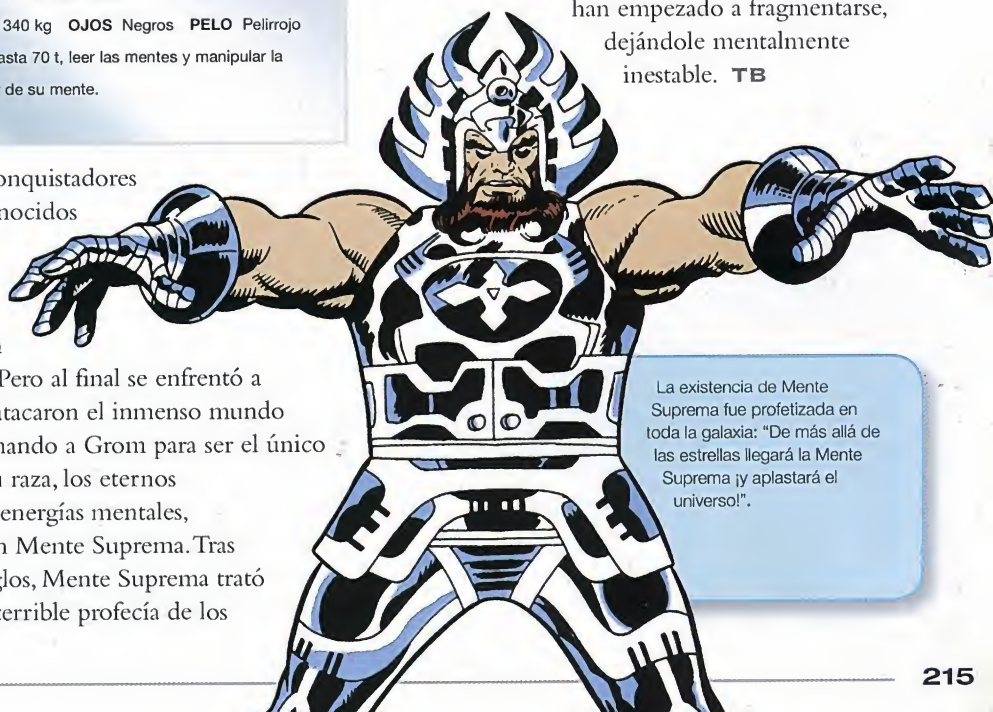 340 kg OJOS Negros PELO Pelirrojo
asta 70 t, leer las mentes y manipular la
de su mente.
onquistadores
nocidos
Pero al final se enfrentó a
atacaron el inmenso mundo
nando a Grom para ser el único
raza, los eternos
energías mentales,
Mente Suprema. Tras
glos, Mente Suprema trató
terrible profecía de los
han empezado a fragmentarse,
dejándole mentalmente
inestable. TB
La existencia de Mente
Suprema fue profetizada en
toda la galaxia: "De más allá de
las estrellas llegará la Mente
Suprema ¡y aplastará el
universo!".
215